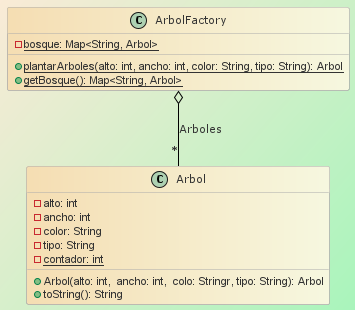 C ArbolFactory
bosque: Map<String, Arbol>
plantarArboles(alto: int, ancho: int, color: String, tipo: String): Arbol
getBosque(): Map<String, Arbol>
Arboles
*
C Arbol
alto: int
ancho: int
color: String
tipo: String
contador: int
Arbol(alto: int, ancho: int, colo: Stringr, tipo: String): Arbol
toString(): String